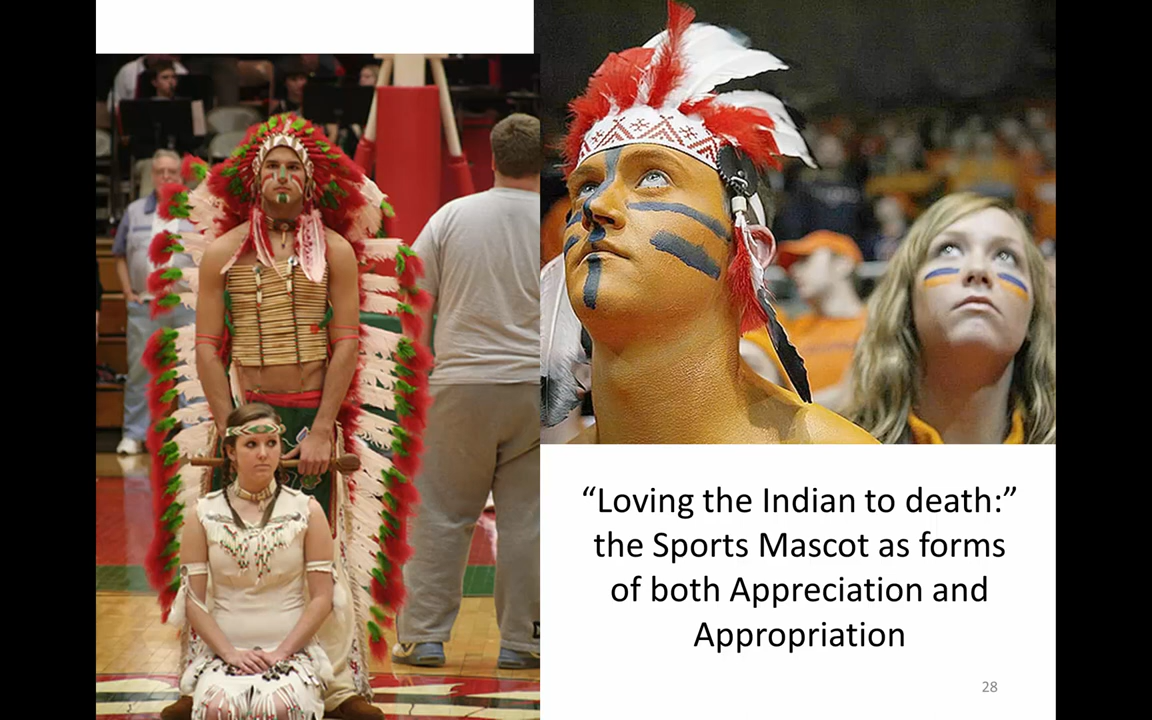 “Loving the Indian to death:”
the Sports Mascot as forms
of both Appreciation and
Appropriation
28